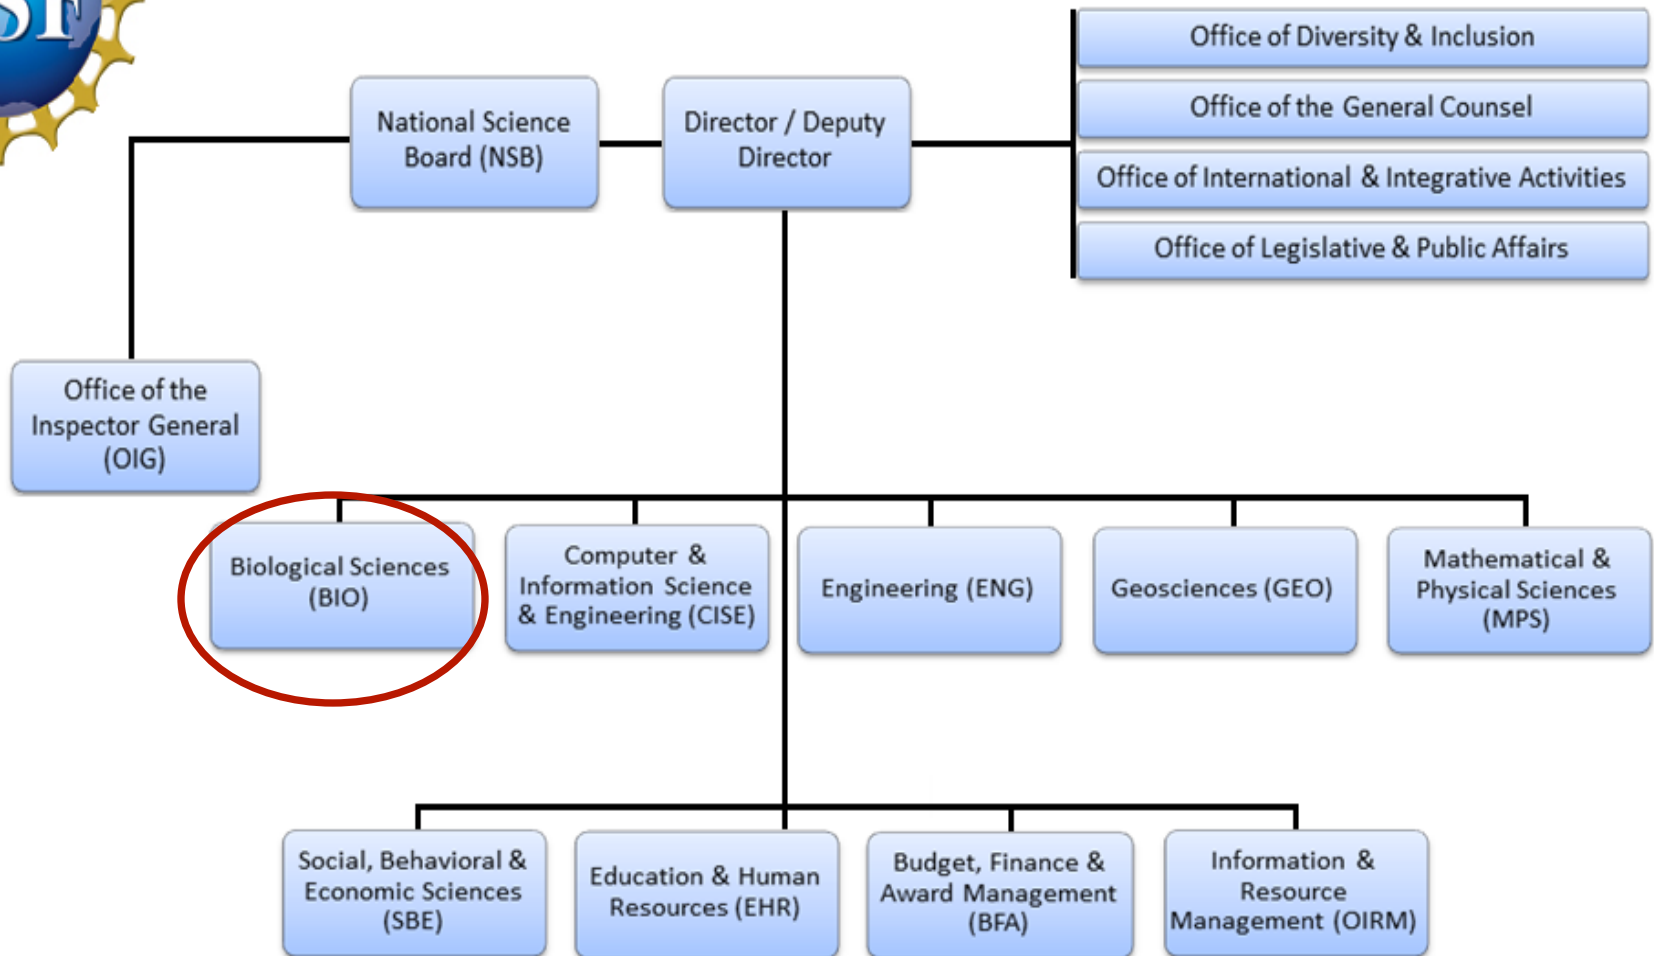 SF
Office of Diversity & Inclusion
National Science
Board (NSB)
Director / Deputy
Director
Office of the General Counsel
Office of International & Integrative Activities
Office of Legislative & Public Affairs
Office of the
Inspector General
(OIG)
Biological Sciences
(BIO)
Computer &
Information Science
& Engineering (CISE)
Engineering (ENG)
Geosciences (GEO)
Mathematical &
Physical Sciences
(MPS)
Social, Behavioral &
Economic Sciences
(SBE)
Education & Human
Resources (EHR)
Budget, Finance &
Award Management
(BFA)
Information &
Resource
Management (OIRM)